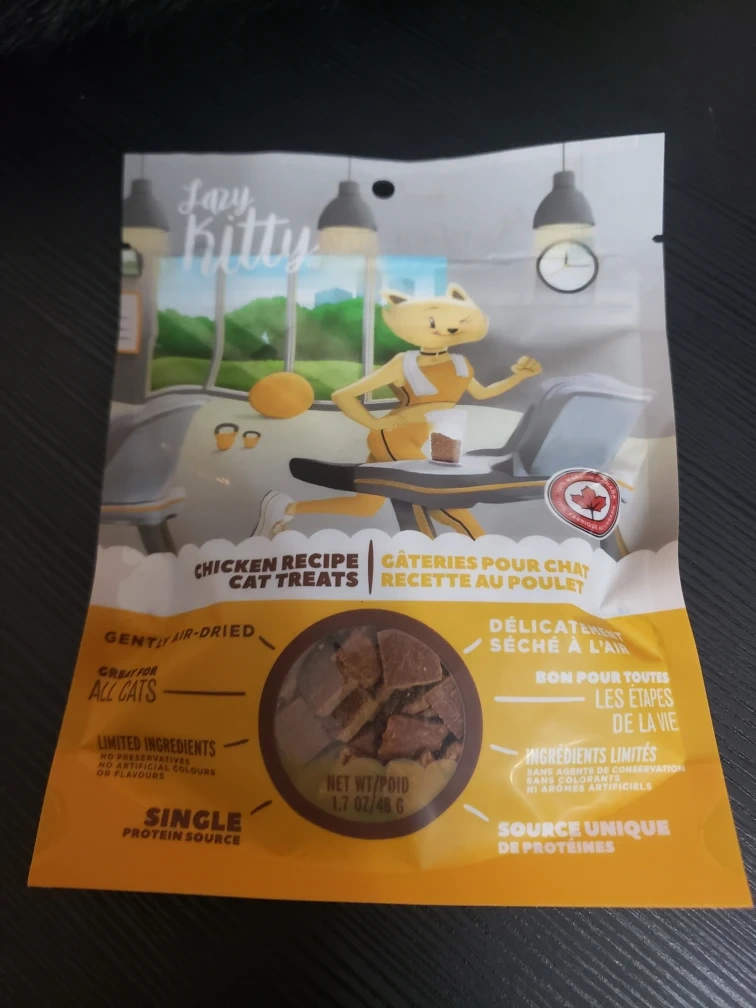 Lazy
Kitty
CHICKEN RECIPE
CAT TREATS
GÂTERIES POUR CHAT
RECETTE AU POULET
GENTLY AIR-DRIED
GREAT FOR
ALL CATS
LIMITED INGREDIENTS
NO PRESERVATIVES
NO ARTIFICIAL COLOURS
OR FLAVOURS
SINGLE
PROTEIN SOURCE
NET WT/POID
1.7 OZ/48 G
DÉLICATEMENT
SÉCHÉ À L'AIR
BON POUR TOUTES
LES ÉTAPES
DE LA VIE
INGRÉDIENTS LIMITÉS
SANS AGENTS DE CONSERVATION
SANS COLORANTS
NI ARÔMES ARTIFICIELS
SOURCE UNIQUE
DE PROTÉINES